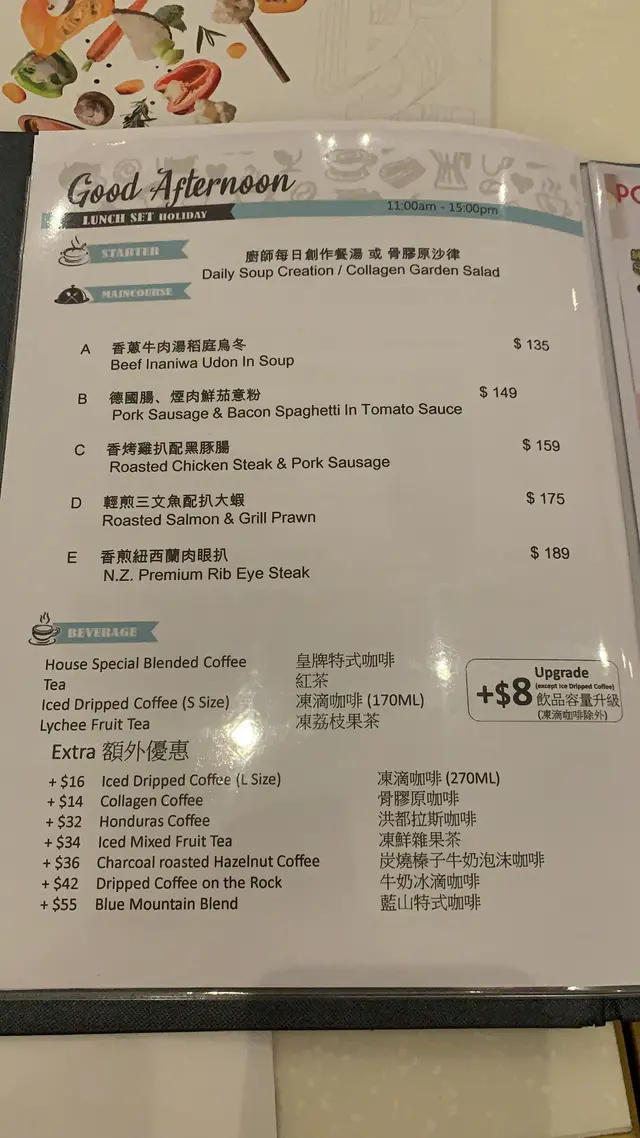 Good Afternoon
LUNCH SET HOLIDAY
11:00am - 15:00pm
STARTER
廚師每日創作餐湯 或 骨膠原沙律
Daily Soup Creation / Collagen Garden Salad
MAINCOURSE
A 香蔥牛肉湯稻庭烏冬 $ 135
Beef Inaniwa Udon In Soup
B 德國腸、煙肉鮮茄意粉 $ 149
Pork Sausage & Bacon Spaghetti In Tomato Sauce
C 香烤雞扒配黑豚腸 $ 159
Roasted Chicken Steak & Pork Sausage
D 輕煎三文魚配扒大蝦 $ 175
Roasted Salmon & Grill Prawn
E 香煎紐西蘭肉眼扒 $ 189
N.Z. Premium Rib Eye Steak
BEVERAGE
House Special Blended Coffee 皇牌特式咖啡
Tea 紅茶
Iced Dripped Coffee (S Size) 凍滴咖啡 (170ML)
Lychee Fruit Tea 凍荔枝果茶
+$8 Upgrade
(except Ice Dripped Coffee)
飲品容量升級
(凍滴咖啡除外)
Extra 額外優惠
+ $16 Iced Dripped Coffee (L Size) 凍滴咖啡 (270ML)
+ $14 Collagen Coffee 骨膠原咖啡
+ $32 Honduras Coffee 洪都拉斯咖啡
+ $34 Iced Mixed Fruit Tea 凍鮮雜果茶
+ $36 Charcoal roasted Hazelnut Coffee 炭燒榛子牛奶泡沫咖啡
+ $42 Dripped Coffee on the Rock 牛奶冰滴咖啡
+ $55 Blue Mountain Blend 藍山特式咖啡
PO